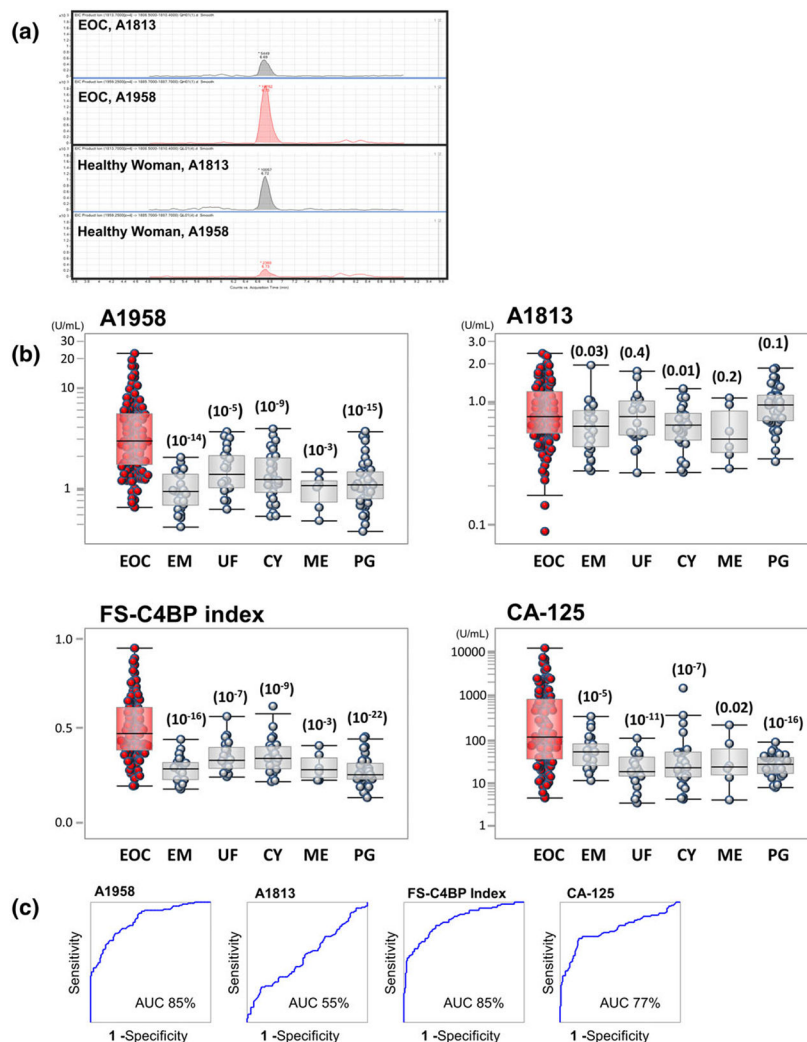 (a)
EOC, A1813
EOC, A1958
Healthy Woman, A1813
Healthy Woman, A1958
Counts vs. Acquisition Time (min)
(b)
A1958
(U/mL)
30
10
1
(10-14)
(10-5)
(10-9)
(10-3)
(10-15)
EOC EM UF CY ME PG
A1813
(U/mL)
3.0
2.0
1.0
0.1
(0.03)
(0.4)
(0.01)
(0.2)
(0.1)
EOC EM UF CY ME PG
FS-C4BP index
1.0
0.5
0.0
(10-16)
(10-7)
(10-9)
(10-3)
(10-22)
EOC EM UF CY ME PG
CA-125
(U/mL)
10000
1000
100
10
1
(10-5)
(10-11)
(10-7)
(0.02)
(10-16)
EOC EM UF CY ME PG
(c)
A1958
Sensitivity
AUC 85%
1 -Specificity
A1813
Sensitivity
AUC 55%
1 -Specificity
FS-C4BP Index
Sensitivity
AUC 85%
1 -Specificity
CA-125
Sensitivity
AUC 77%
1 -Specificity